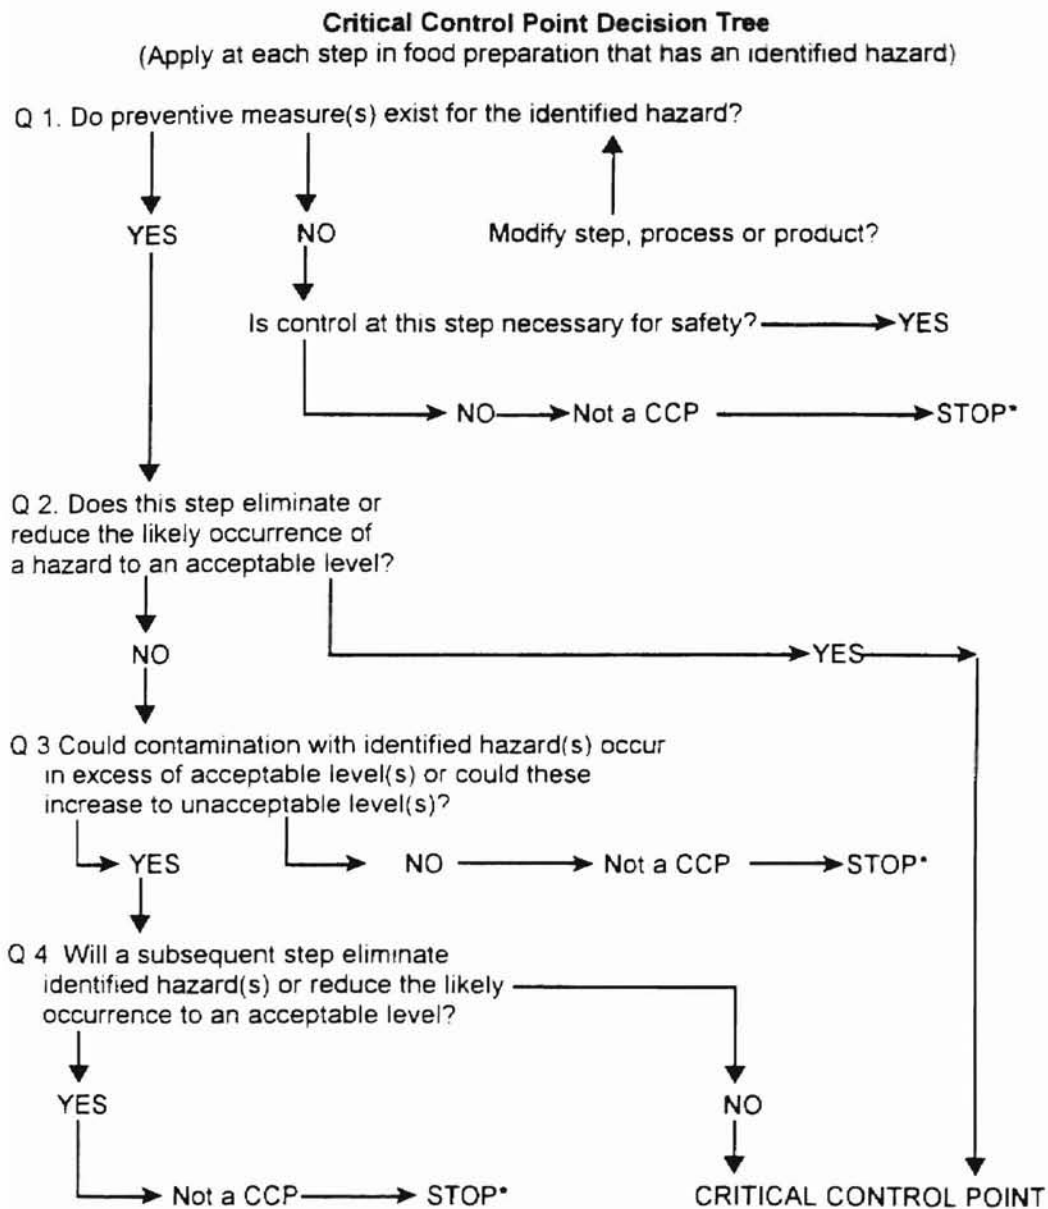 Critical Control Point Decision Tree
(Apply at each step in food preparation that has an identified hazard)
Q 1. Do preventive measure(s) exist for the identified hazard?
YES
NO
Modify step, process or product?
Is control at this step necessary for safety?
YES
NO
Not a CCP
STOP*
Q 2. Does this step eliminate or
reduce the likely occurrence of
a hazard to an acceptable level?
NO
YES
Q 3 Could contamination with identified hazard(s) occur
in excess of acceptable level(s) or could these
increase to unacceptable level(s)?
YES
NO
Not a CCP
STOP*
Q 4 Will a subsequent step eliminate
identified hazard(s) or reduce the likely
occurrence to an acceptable level?
YES
NO
Not a CCP
STOP*
CRITICAL CONTROL POINT